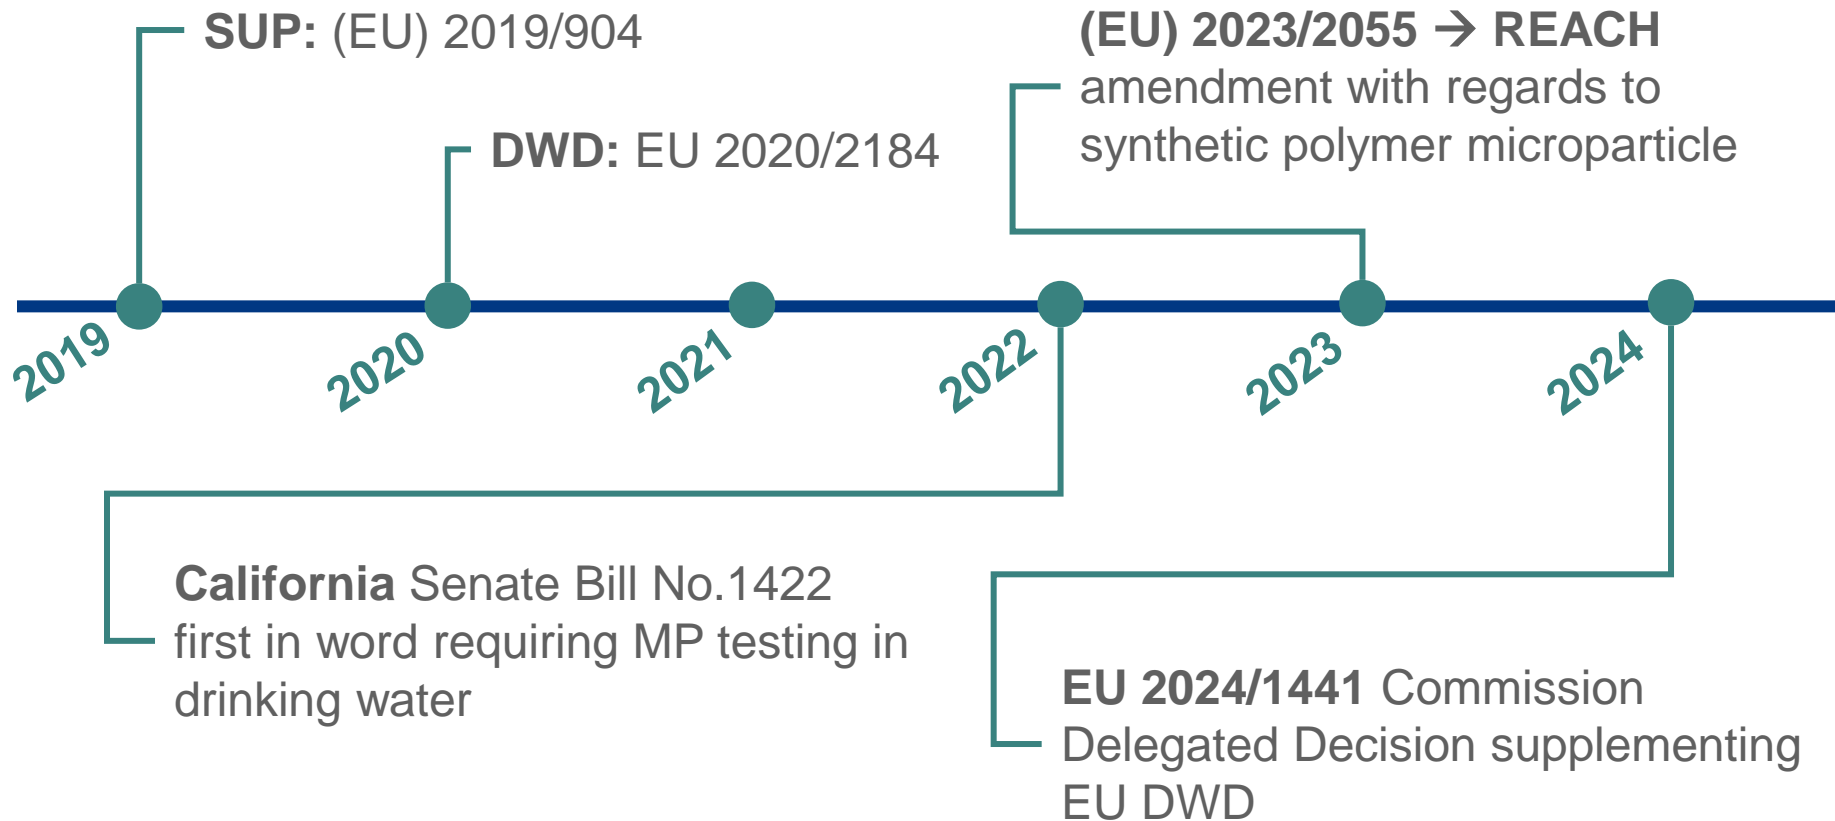 SUP: (EU) 2019/904
DWD: EU 2020/2184
(EU) 2023/2055 → REACH
amendment with regards to
synthetic polymer microparticle
2019
2020
2021
2022
2023
2024
California Senate Bill No.1422
first in word requiring MP testing in
drinking water
EU 2024/1441 Commission
Delegated Decision supplementing
EU DWD